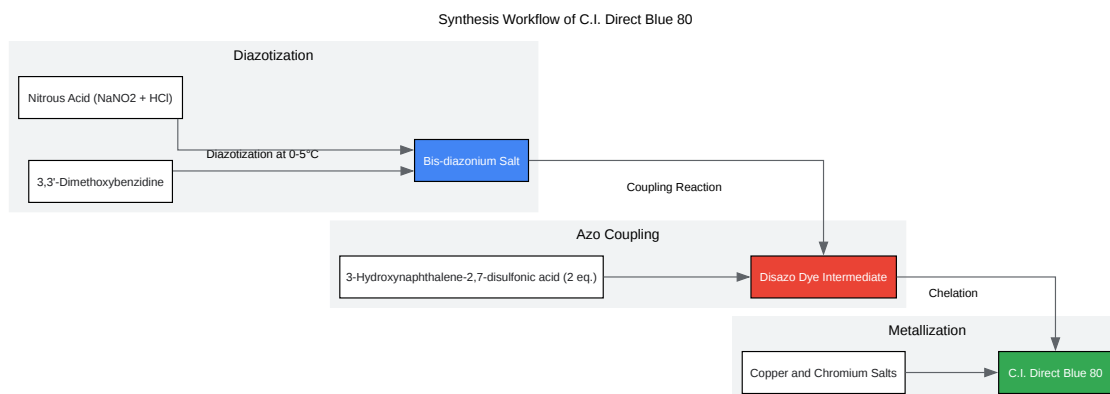 Synthesis Workflow of C.I. Direct Blue 80
Diazotization
Nitrous Acid (NaNO2 + HCl)
Diazotization at 0-5°C
Bis-diazonium Salt
3,3'-Dimethoxybenzidine
Coupling Reaction
Azo Coupling
3-Hydroxynaphthalene-2,7-disulfonic acid (2 eq.)
Disazo Dye Intermediate
Chelation
Metallization
Copper and Chromium Salts
C.I. Direct Blue 80